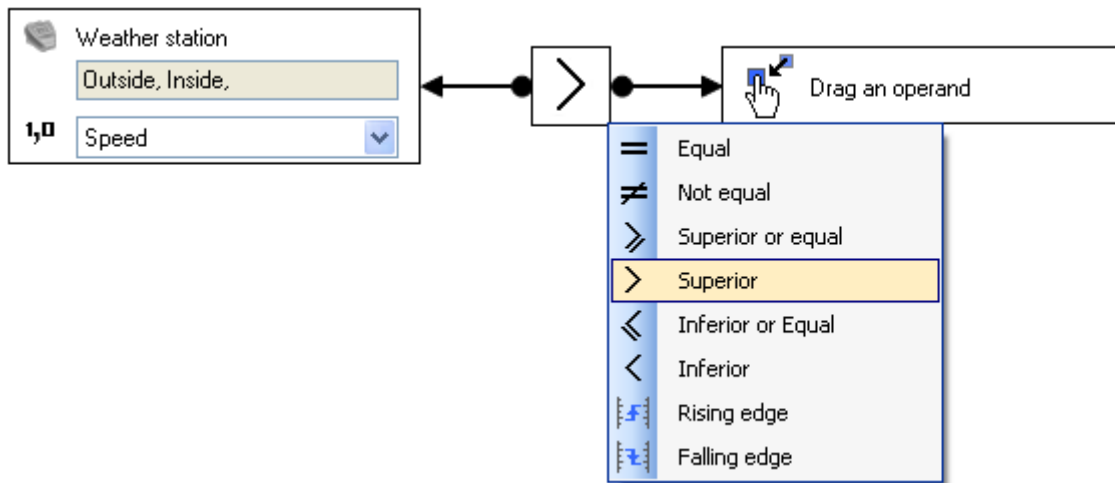 Weather station
Outside, Inside,
1,0 Speed
>
Drag an operand
= Equal
≠ Not equal
Superior or equal
> Superior
Inferior or Equal
< Inferior
Rising edge
Falling edge